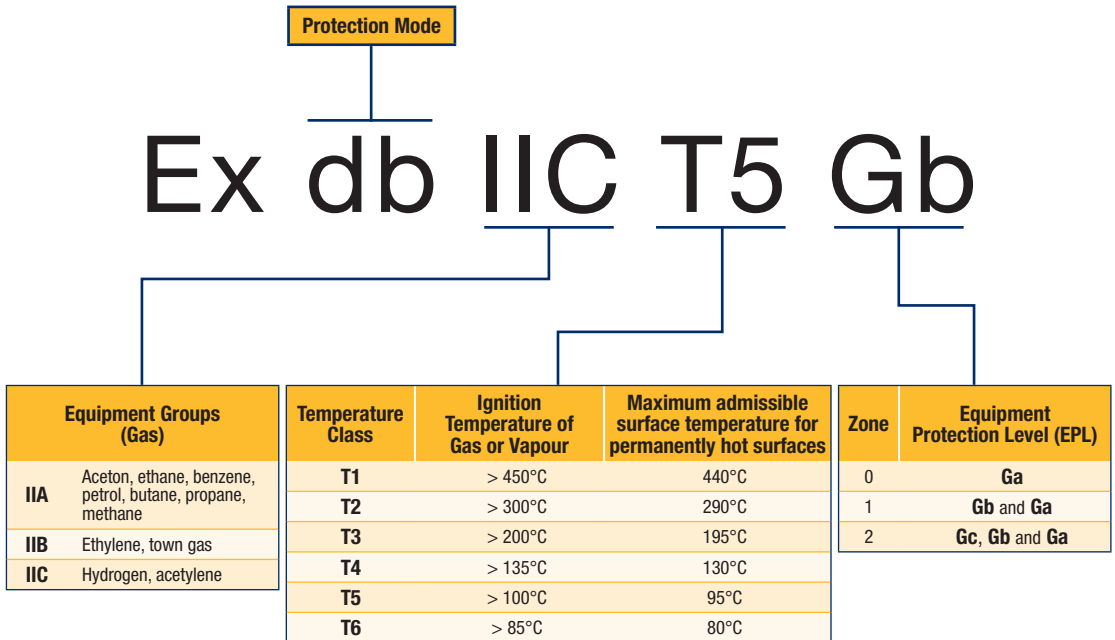 Protection Mode
Ex db IIC T5 Gb
Equipment Groups
(Gas)
IIA
Aceton, ethane, benzene,
petrol, butane, propane,
methane
IIB Ethylene, town gas
IIC Hydrogen, acetylene
Temperature
Class
Ignition
Temperature of
Gas or Vapour
Maximum admissible
surface temperature for
permanently hot surfaces
T1 > 450°C 440°C
T2 > 300°C 290°C
T3 > 200°C 195°C
T4 > 135°C 130°C
T5 > 100°C 95°C
T6 > 85°C 80°C
Zone
Equipment
Protection Level (EPL)
0 Ga
1 Gb and Ga
2 Gc, Gb and Ga